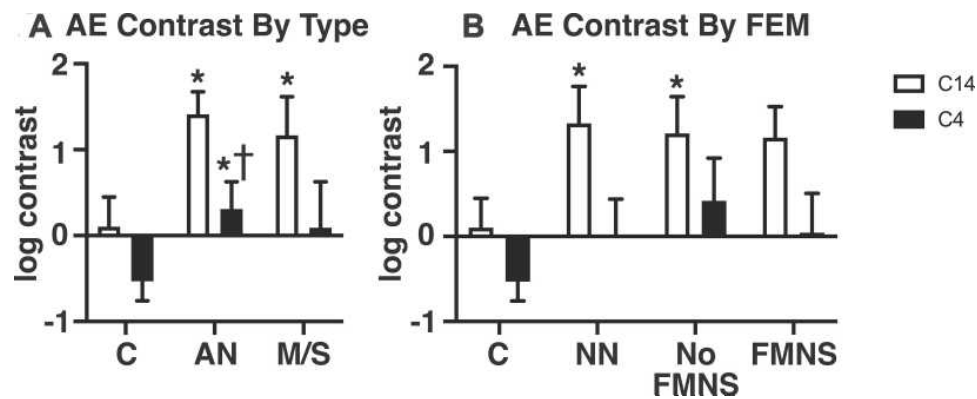 A AE Contrast By Type
B AE Contrast By FEM
log contrast
2
1
0
-1
* * *† 
C AN M/S
log contrast
2
1
0
-1
* *
C NN No FMNS FMNS
C14
C4